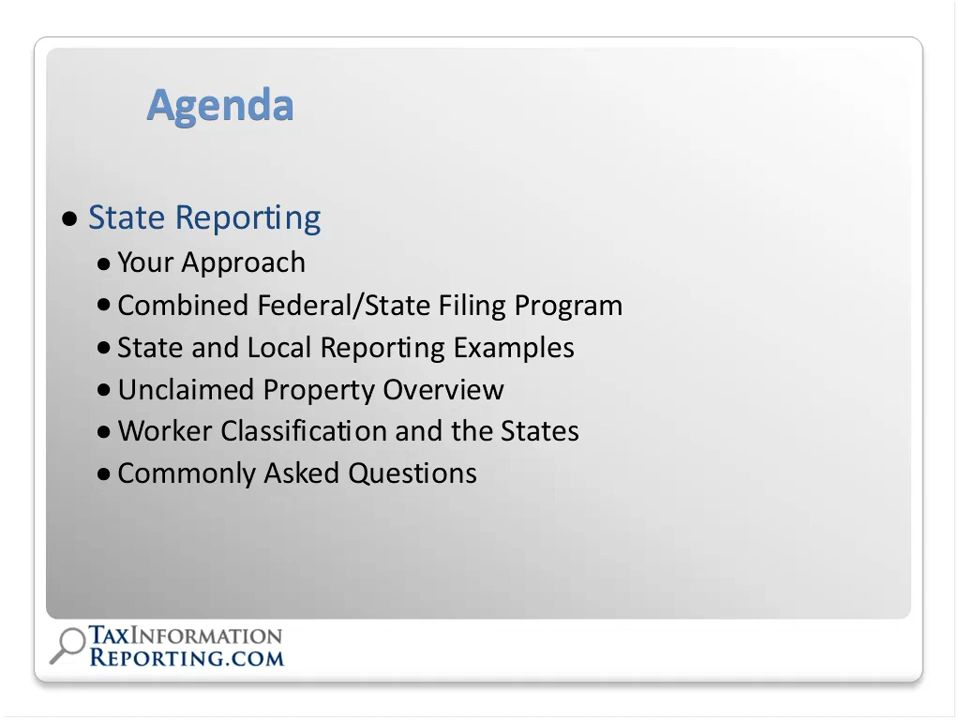 Agenda
● State Reporting
● Your Approach
● Combined Federal/State Filing Program
● State and Local Reporting Examples
● Unclaimed Property Overview
● Worker Classification and the States
● Commonly Asked Questions
TAXINFORMATION
REPORTING.COM